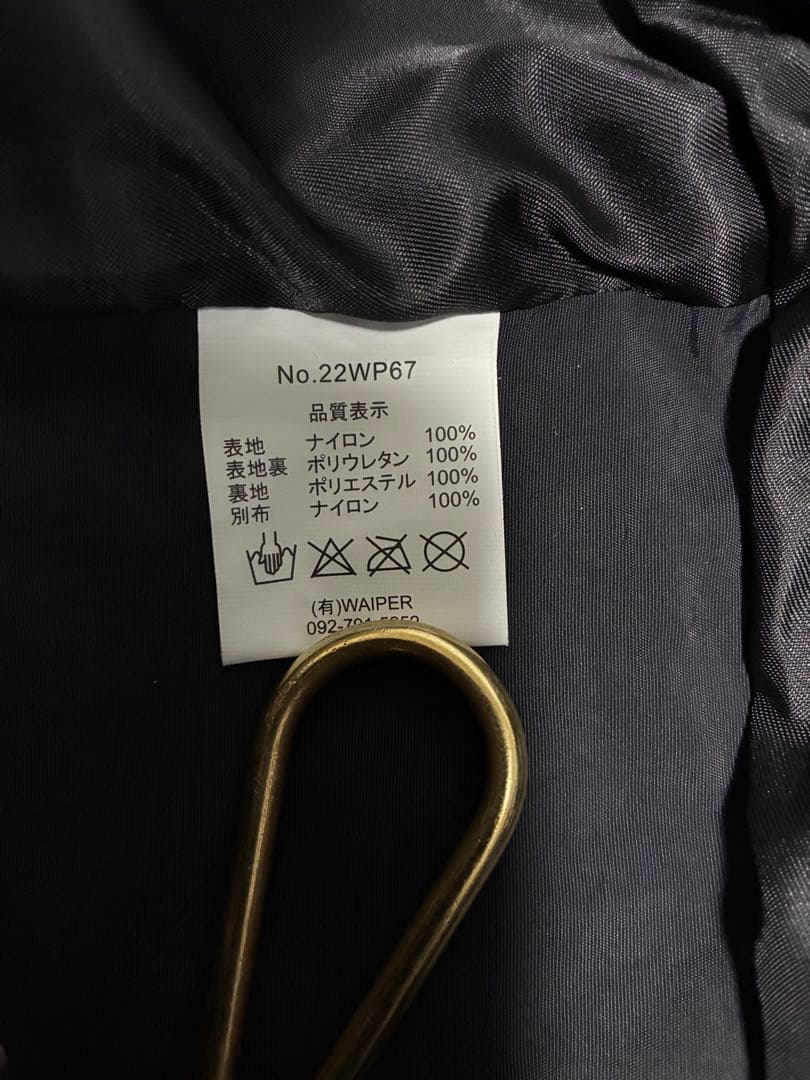 No.22WP67
品質表示
表地 ナイロン 100%
表地裏 ポリウレタン 100%
裏地 ポリエステル 100%
別布 ナイロン 100%
(有)WAIPER